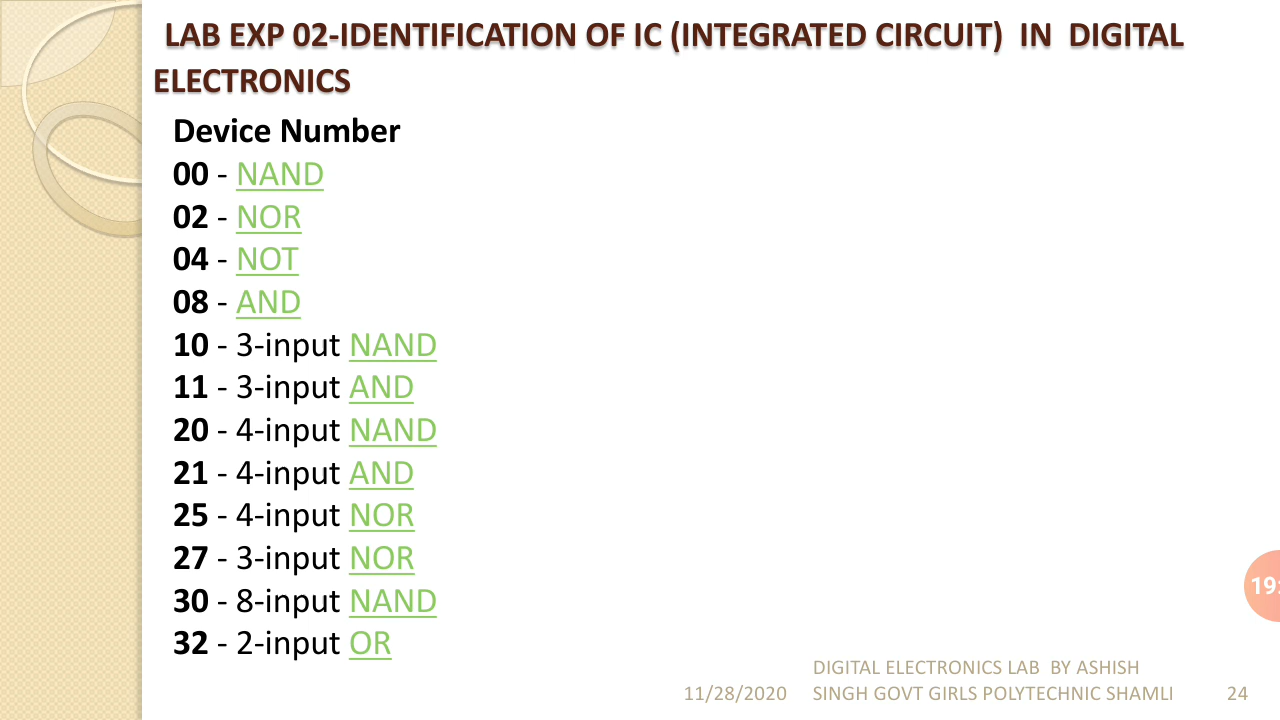 LAB EXP 02-IDENTIFICATION OF IC (INTEGRATED CIRCUIT) IN DIGITAL
ELECTRONICS
Device Number
00 - NAND
02 - NOR
04 - NOT
08 - AND
10 - 3-input NAND
11 - 3-input AND
20 - 4-input NAND
21 - 4-input AND
25 - 4-input NOR
27 - 3-input NOR
30 - 8-input NAND
32 - 2-input OR
19:
DIGITAL ELECTRONICS LAB BY ASHISH
11/28/2020 SINGH GOVT GIRLS POLYTECHNIC SHAMLI 24